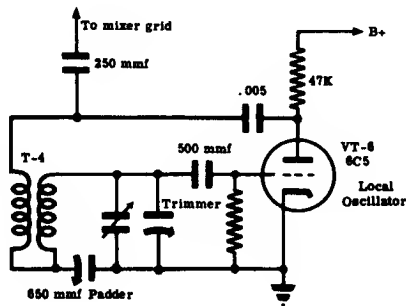 To mixer grid
B+
250 mmf
47K
.005
T-4
500 mmf
VT-6
6C5
Local
Oscillator
Trimmer
650 mmf Padder